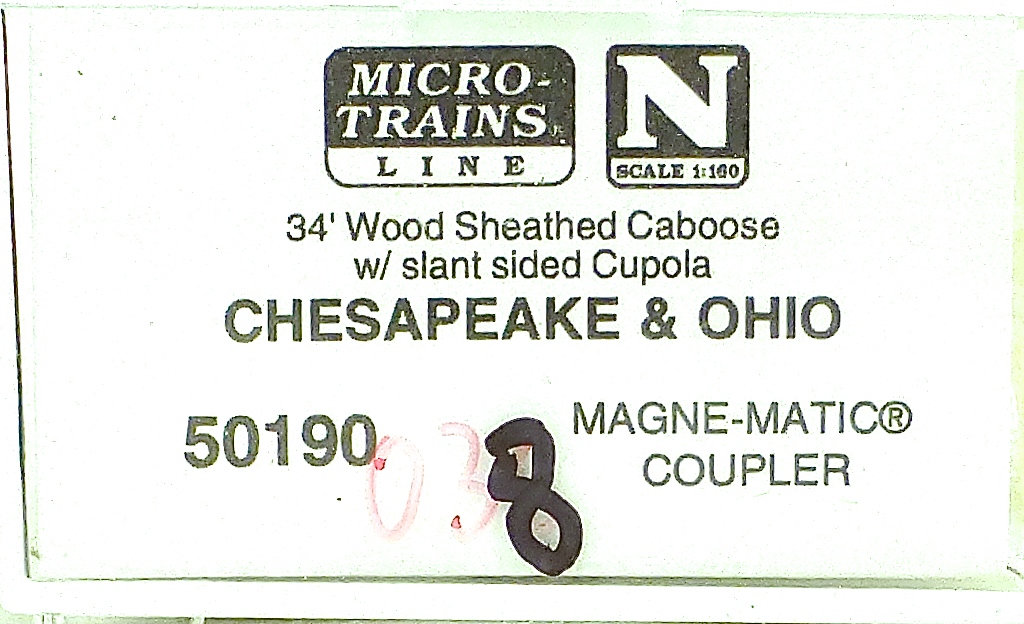 MICRO-
TRAINS
LINE
N
SCALE 1:160
34' Wood Sheathed Caboose
w/ slant sided Cupola
CHESAPEAKE & OHIO
50190
038
MAGNE-MATIC®
COUPLER